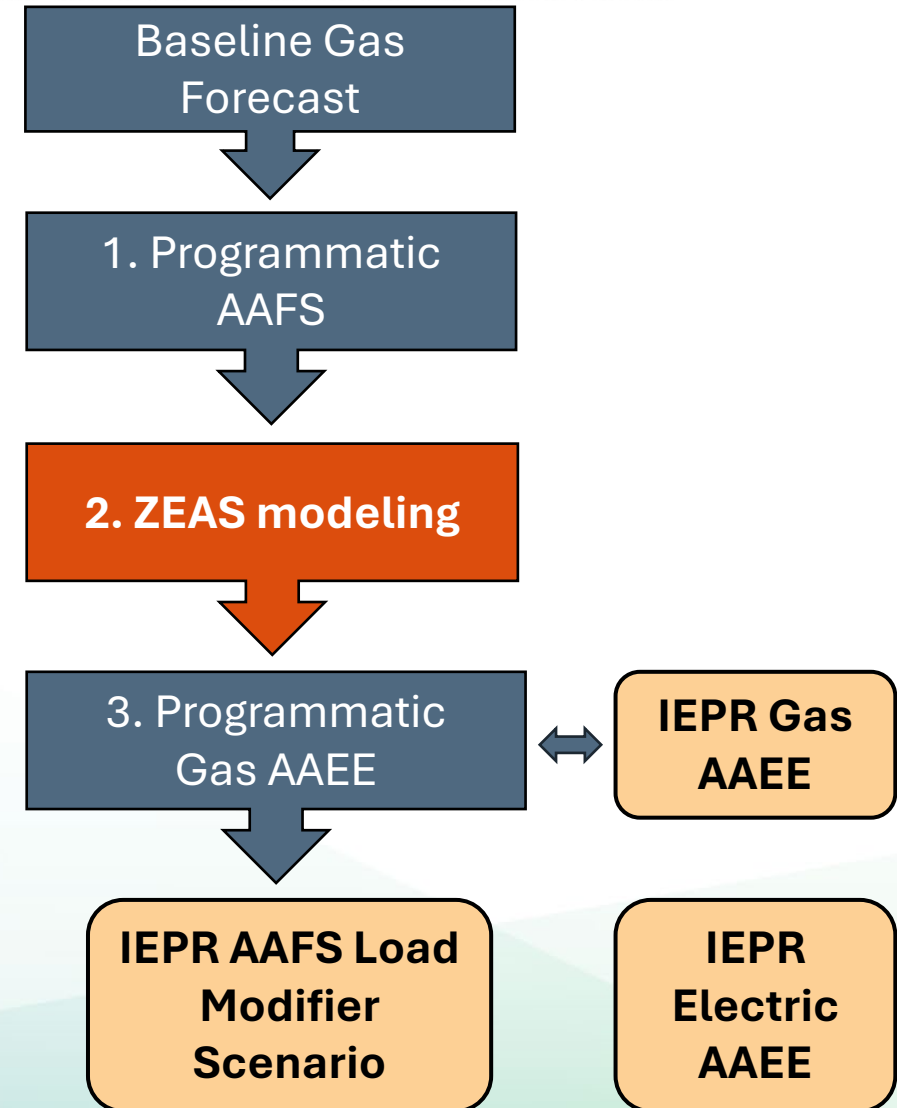 Baseline Gas
Forecast
1. Programmatic
AAFS
2. ZEAS modeling
3. Programmatic
Gas AAEE
IEPR Gas
AAEE
IEPR AAFS Load
Modifier
Scenario
IEPR
Electric
AAEE